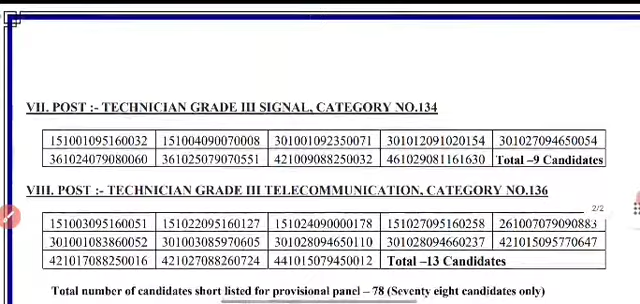 VII. POST :- TECHNICIAN GRADE III SIGNAL, CATEGORY NO.134
151001095160032 151004090070008 301001092350071 301012091020154 301027094650054
361024079080060 361025079070551 421009088250032 461029081161630 Total –9 Candidates
VIII. POST :- TECHNICIAN GRADE III TELECOMMUNICATION, CATEGORY NO.136
2/2
151003095160051 151022095160127 151024090000178 151027095160258 261007079090883
301001083860052 301003085970605 301028094650110 301028094660237 421015095770647
421017088250016 421027088260724 441015079450012 Total –13 Candidates
Total number of candidates short listed for provisional panel – 78 (Seventy eight candidates only)